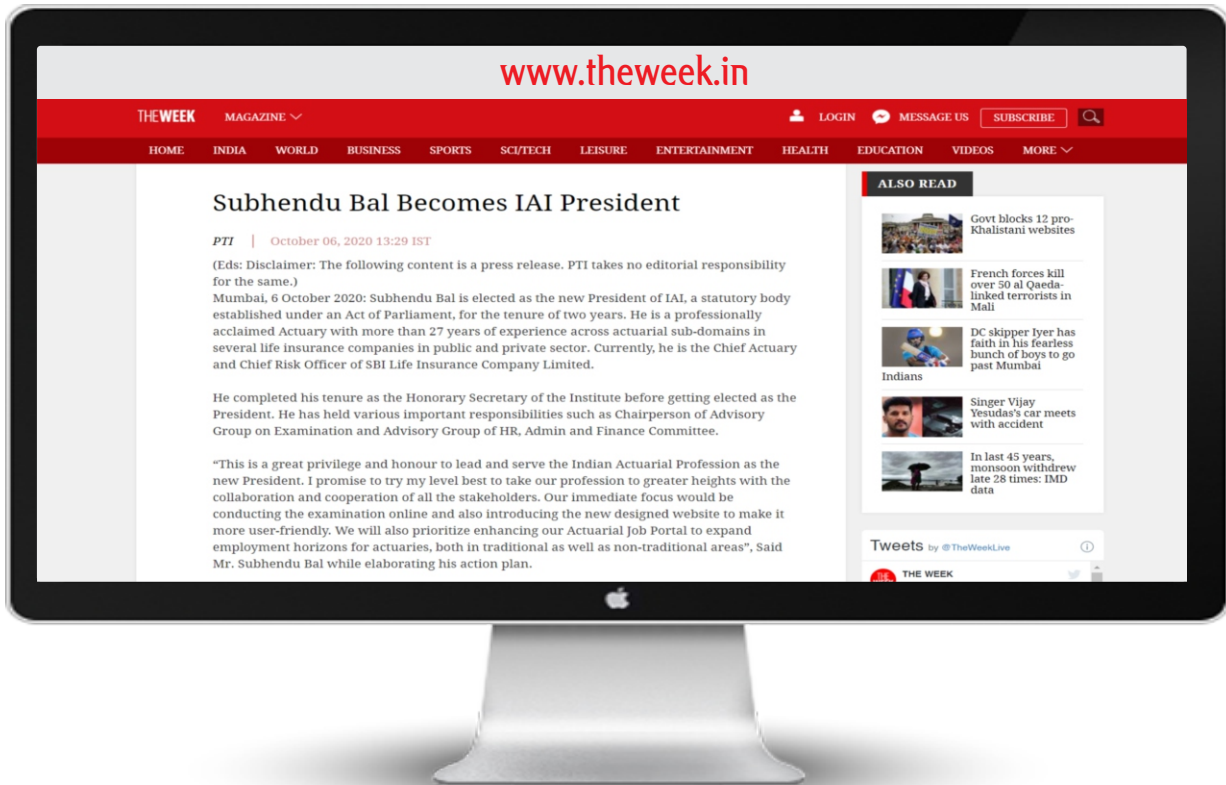 www.theweek.in
THE WEEK MAGAZINE LOGIN MESSAGE US SUBSCRIBE
HOME INDIA WORLD BUSINESS SPORTS SCI/TECH LEISURE ENTERTAINMENT HEALTH EDUCATION VIDEOS MORE
Subhendu Bal Becomes IAI President
PTI | October 06, 2020 13:29 IST
(Eds: Disclaimer: The following content is a press release. PTI takes no editorial responsibility
for the same.)
Mumbai, 6 October 2020: Subhendu Bal is elected as the new President of IAI, a statutory body
established under an Act of Parliament, for the tenure of two years. He is a professionally
acclaimed Actuary with more than 27 years of experience across actuarial sub-domains in
several life insurance companies in public and private sector. Currently, he is the Chief Actuary
and Chief Risk Officer of SBI Life Insurance Company Limited.
He completed his tenure as the Honorary Secretary of the Institute before getting elected as the
President. He has held various important responsibilities such as Chairperson of Advisory
Group on Examination and Advisory Group of HR, Admin and Finance Committee.
“This is a great privilege and honour to lead and serve the Indian Actuarial Profession as the
new President. I promise to try my level best to take our profession to greater heights with the
collaboration and cooperation of all the stakeholders. Our immediate focus would be
conducting the examination online and also introducing the new designed website to make it
more user-friendly. We will also prioritize enhancing our Actuarial Job Portal to expand
employment horizons for actuaries, both in traditional as well as non-traditional areas”, Said
Mr. Subhendu Bal while elaborating his action plan.
ALSO READ
Govt blocks 12 pro-
Khalistani websites
French forces kill
over 50 al Qaeda-
linked terrorists in
Mali
DC skipper Iyer has
faith in his fearless
bunch of boys to go
past Mumbai
Indians
Singer Vijay
Yesudas's car meets
with accident
In last 45 years,
monsoon withdrew
late 28 times: IMD
data
Tweets by @TheWeekLive
THE WEEK